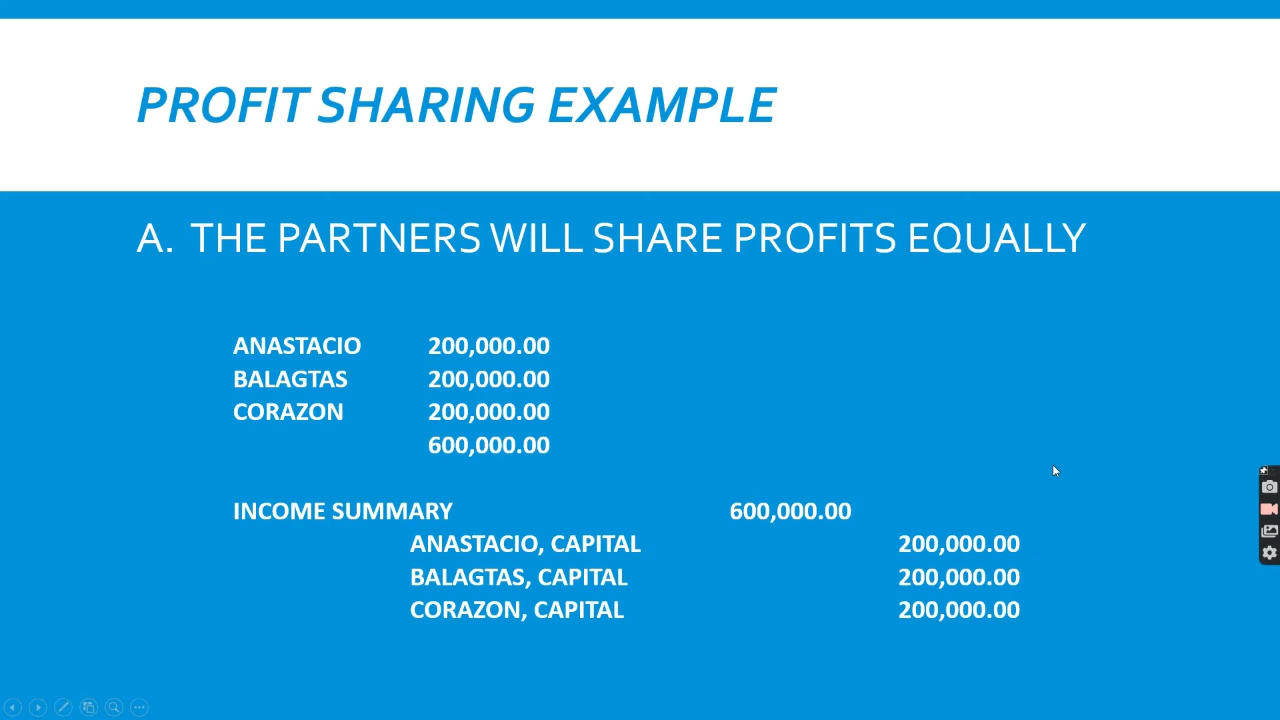 PROFIT SHARING EXAMPLE
A. THE PARTNERS WILL SHARE PROFITS EQUALLY
ANASTACIO 200,000.00
BALAGTAS 200,000.00
CORAZON 200,000.00
600,000.00
INCOME SUMMARY 600,000.00
ANASTACIO, CAPITAL 200,000.00
BALAGTAS, CAPITAL 200,000.00
CORAZON, CAPITAL 200,000.00